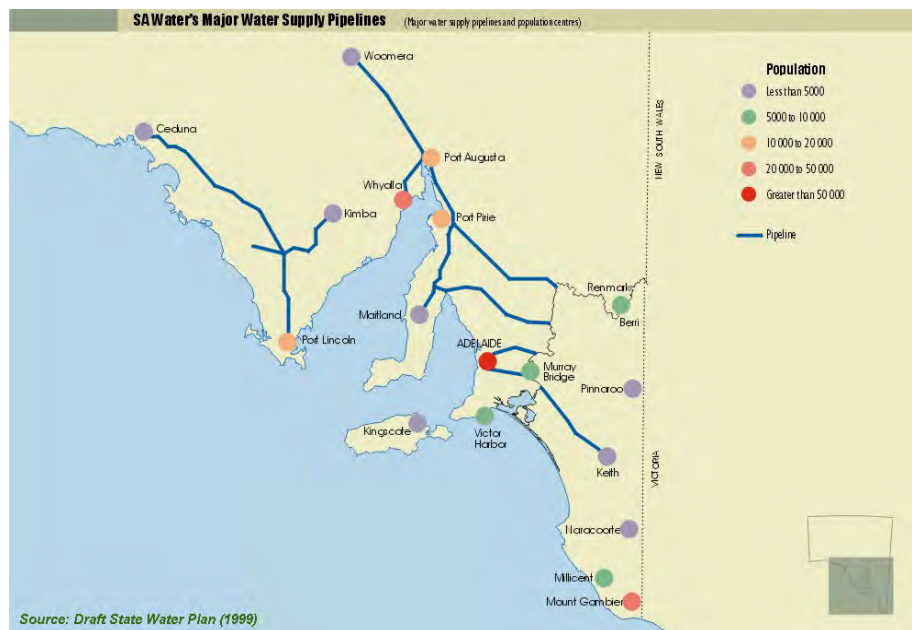 SA Water's Major Water Supply Pipelines
(Major water supply pipelines and population centres)
Population
Less than 5000
5000 to 10 000
10 000 to 20 000
20 000 to 50 000
Greater than 50 000
Pipeline
NEW SOUTH WALES
VICTORIA
Woomera
Ceduna
Port Augusta
Whyalla
Kimba
Port Pirie
Renmark
Berri
Maitland
Port Lincoln
ADELAIDE
Murray
Bridge
Pinnaroo
Kingscote
Victor
Harbor
Keith
Naracoorte
Millicent
Mount Gambier
Source: Draft State Water Plan (1999)